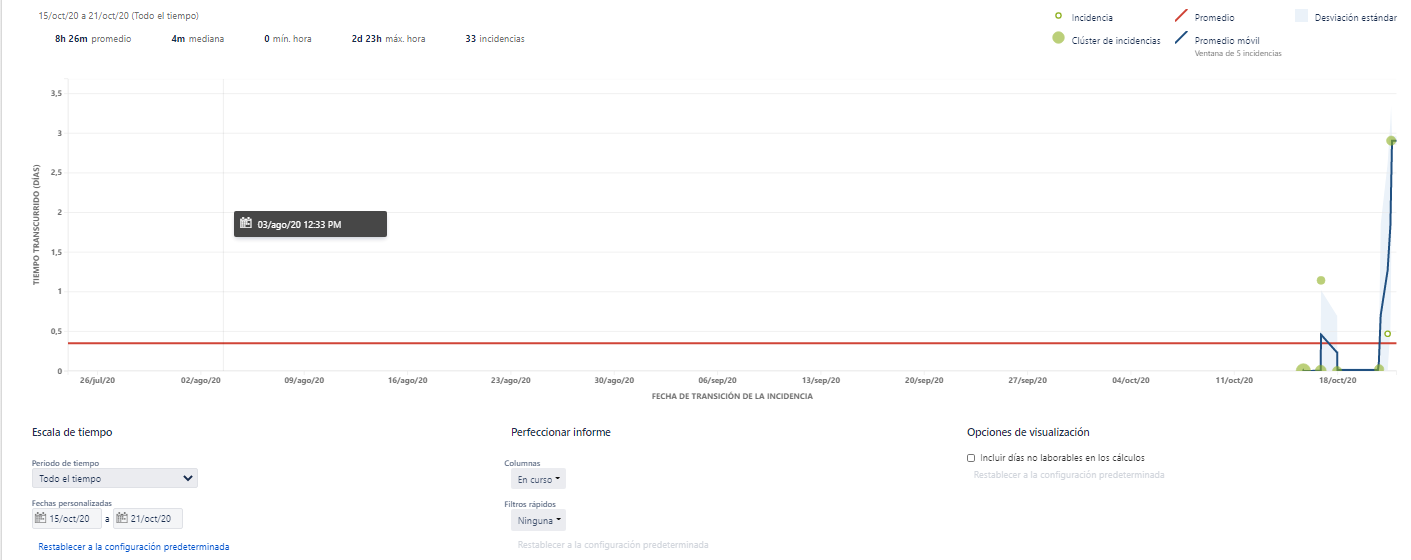 15/oct/20 a 21/oct/20 (Todo el tiempo)
8h 26m promedio 4m mediana 0 mín. hora 2d 23h máx. hora 33 incidencias
Incidencia Promedio Desviación estándar
Clúster de incidencias Promedio móvil
Ventana de 5 incidencias
3,5
3
2,5
2
1,5
1
0,5
0
TIEMPO TRANSCURRIDO (DÍAS)
03/ago/20 12:33 PM
26/jul/20 02/ago/20 09/ago/20 16/ago/20 23/ago/20 30/ago/20 06/sep/20 13/sep/20 20/sep/20 27/sep/20 04/oct/20 11/oct/20 18/oct/20
FECHA DE TRANSICIÓN DE LA INCIDENCIA
Escala de tiempo
Periodo de tiempo
Todo el tiempo
Fechas personalizadas
15/oct/20 a 21/oct/20
Restablecer a la configuración predeterminada
Perfeccionar informe
Columnas
En curso
Filtros rápidos
Ninguna
Restablecer a la configuración predeterminada
Opciones de visualización
Incluir días no laborables en los cálculos
Restablecer a la configuración predeterminada